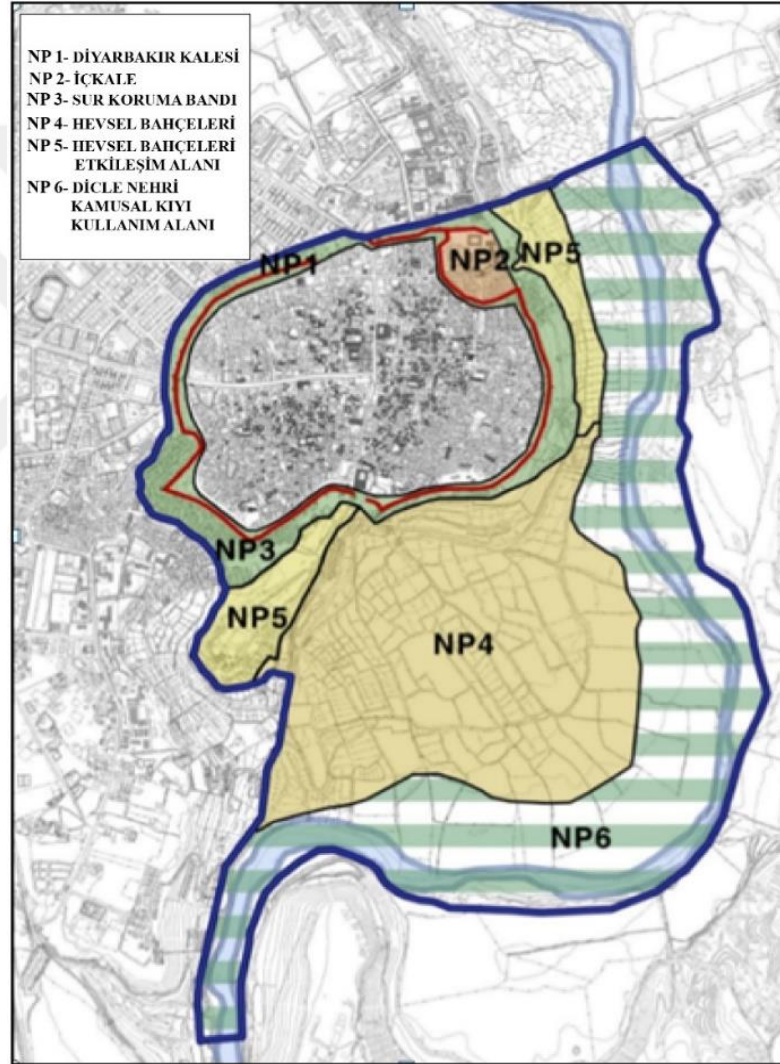 NP 1- DİYARBAKIR KALESİ
NP 2- İÇKALE
NP 3- SUR KORUMA BANDI
NP 4- HEVSEL BAHÇELERİ
NP 5- HEVSEL BAHÇELERİ
ETKİLEŞİM ALANI
NP 6- DİCLE NEHRİ
KAMUSAL KIYI
KULLANIM ALANI
NP1
NP2
NP5
NP3
NP5
NP4
NP6